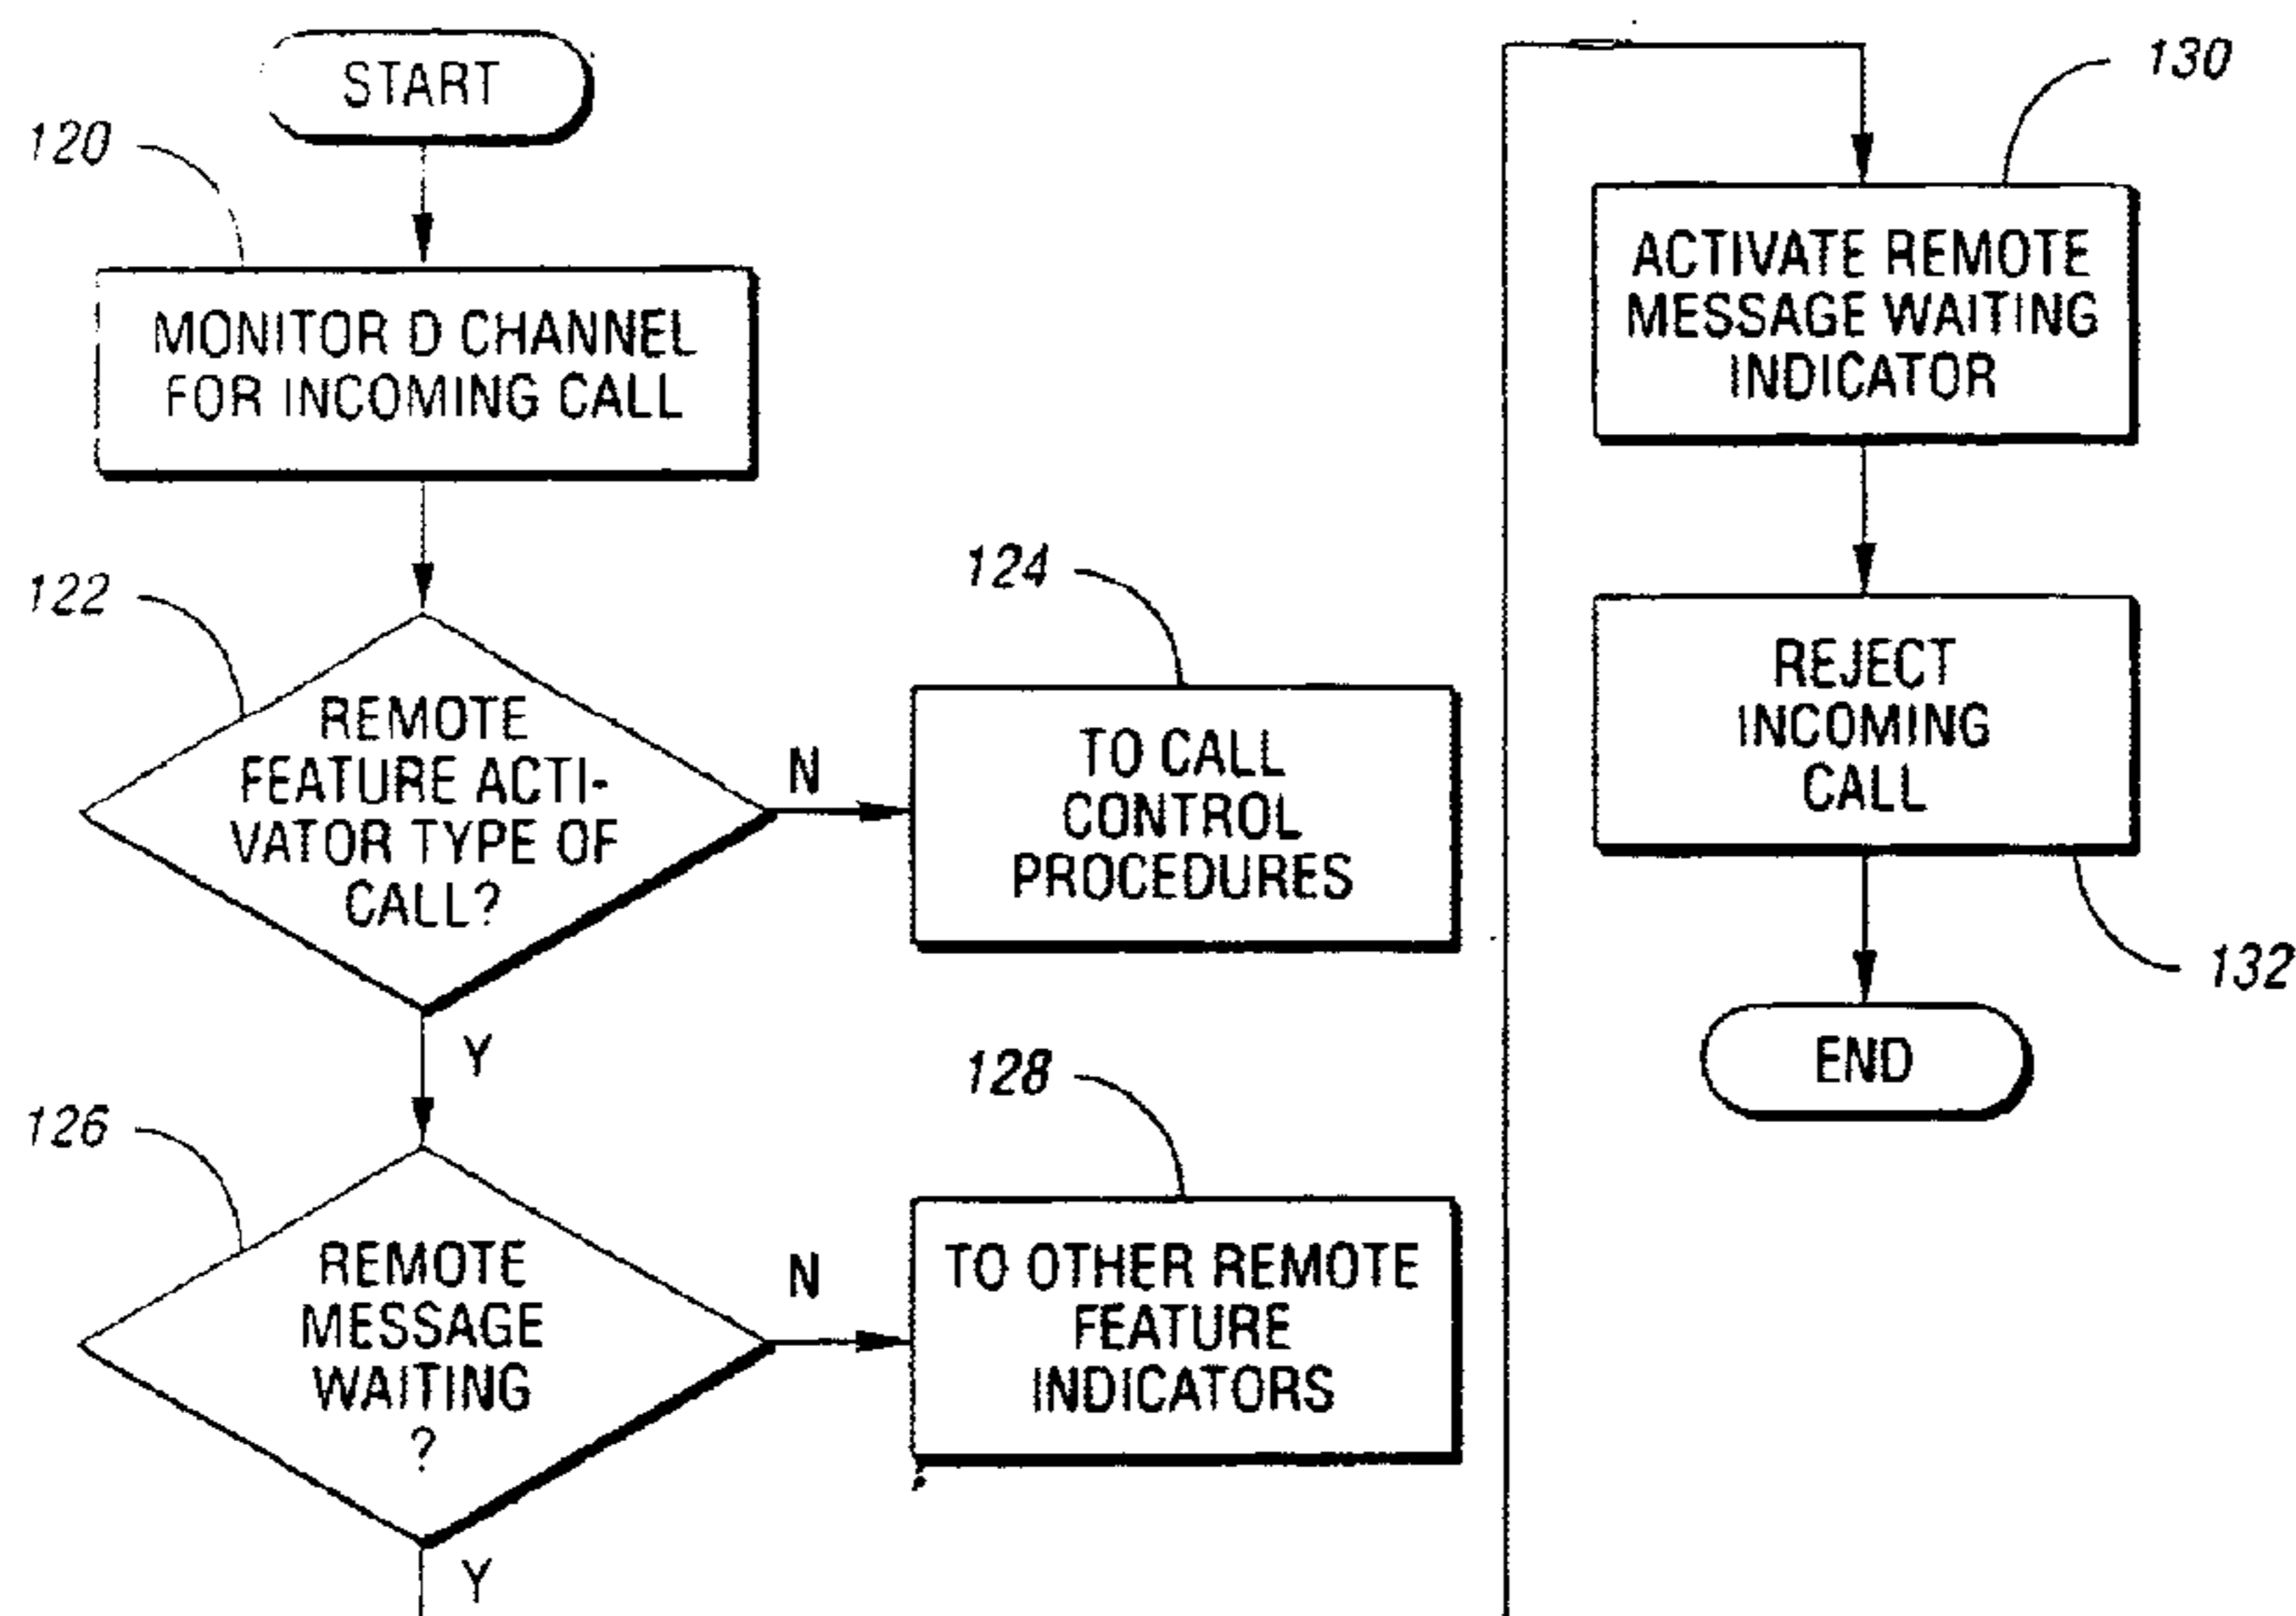 START
120
MONITOR D CHANNEL
FOR INCOMING CALL
122
REMOTE
FEATURE ACTI-
VATOR TYPE OF
CALL?
N
Y
124
TO CALL
CONTROL
PROCEDURES
126
REMOTE
MESSAGE
WAITING
?
N
Y
128
TO OTHER REMOTE
FEATURE
INDICATORS
130
ACTIVATE REMOTE
MESSAGE WAITING
INDICATOR
REJECT
INCOMING
CALL
132
END